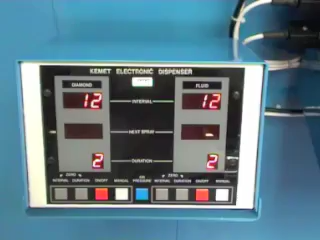 KEMET ELECTRONIC DISPENSER
DIAMOND FLUID
12 INTERVAL 12
NEXT SPRAY
2 DURATION 2
ZERO AIR ZERO
INTERVAL DURATION ON/OFF MANUAL PRESSURE INTERVAL DURATION ON/OFF MANUAL